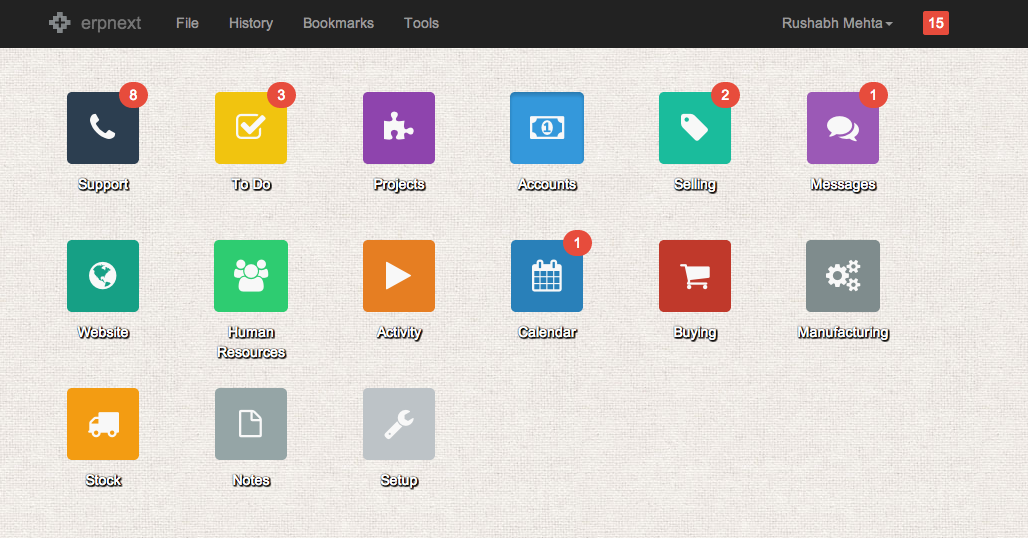 erpnext File History Bookmarks Tools Rushabh Mehta 15
8 3 2 1
1
Support To Do Projects Accounts Selling Messages
1
Website Human Resources Activity Calendar Buying Manufacturing
Stock Notes Setup